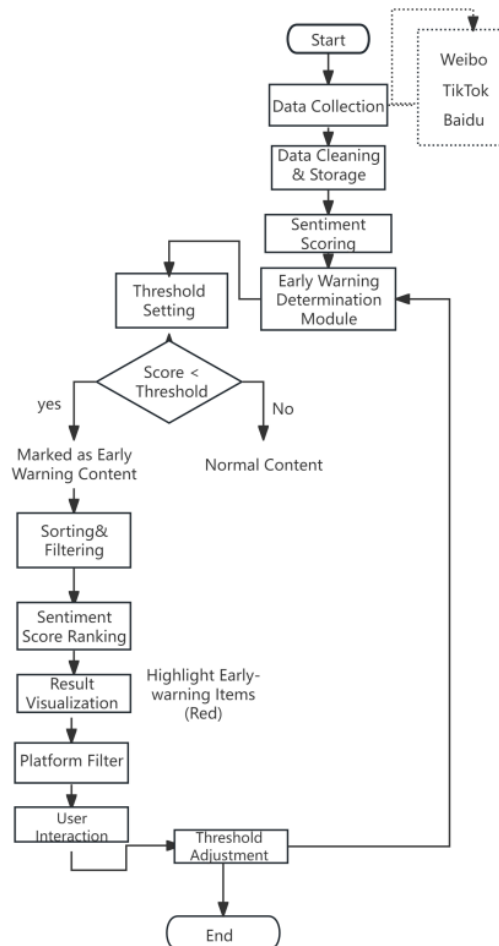 Start
Weibo
TikTok
Baidu
Data Collection
Data Cleaning
& Storage
Sentiment
Scoring
Early Warning
Determination
Module
Threshold
Setting
Score <
Threshold
yes
No
Marked as Early
Warning Content
Normal Content
Sorting&
Filtering
Sentiment
Score Ranking
Result
Visualization
Highlight Early-
warning Items
(Red)
Platform Filter
User
Interaction
Threshold
Adjustment
End